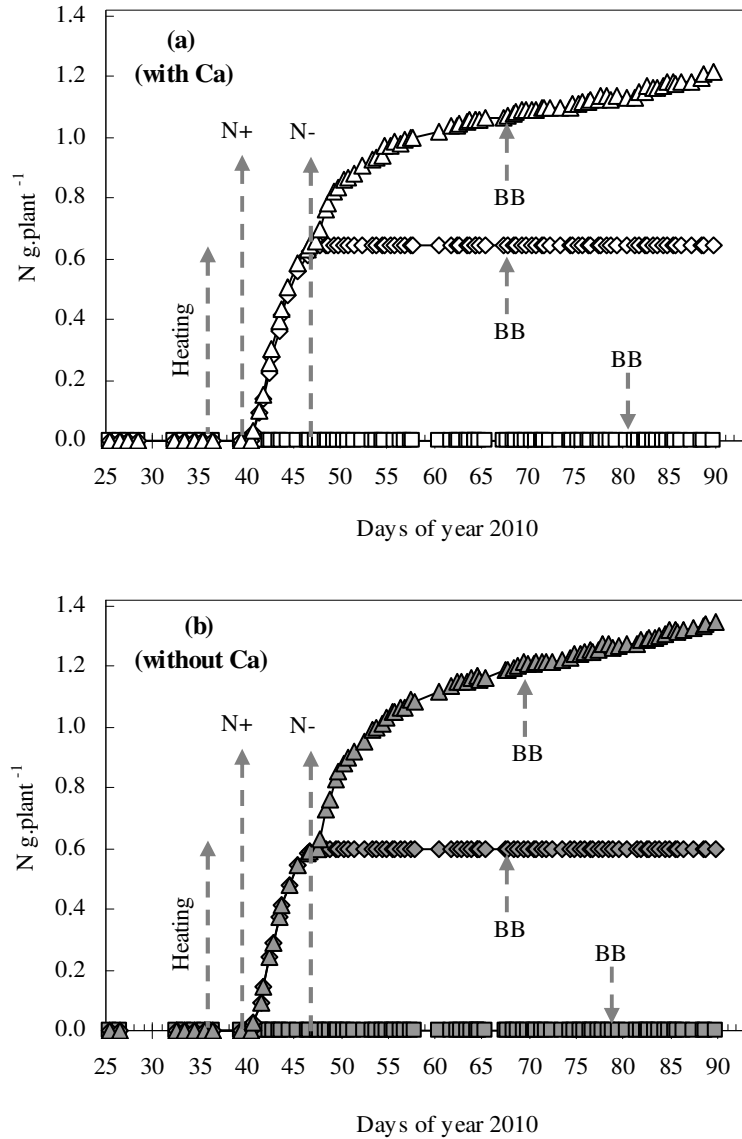 1.4
(a)
(with Ca)
1.2
N+ N-
1.0
BB
0.8
N g.plant -1
0.6
Heating
BB
0.4
BB
0.2
0.0
25 30 35 40 45 50 55 60 65 70 75 80 85 90
Days of year 2010
1.4
(b)
(without Ca)
1.2
N+ N-
BB
1.0
0.8
N g.plant -1
0.6
Heating
BB
0.4
BB
0.2
0.0
25 30 35 40 45 50 55 60 65 70 75 80 85 90
Days of year 2010